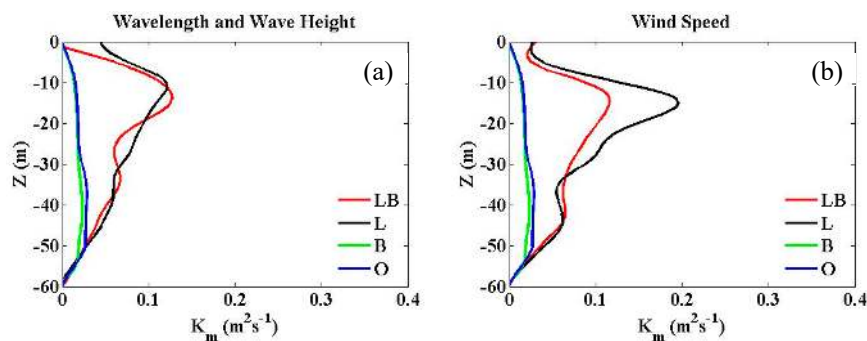 Wavelength and Wave Height
(a)
Z (m)
0
-10
-20
-30
-40
-50
-60
0
0.1
0.2
0.3
0.4
K_m (m²s⁻¹)
LB
L
B
O
Wind Speed
(b)
Z (m)
0
-10
-20
-30
-40
-50
-60
0
0.1
0.2
0.3
0.4
K_m (m²s⁻¹)
LB
L
B
O